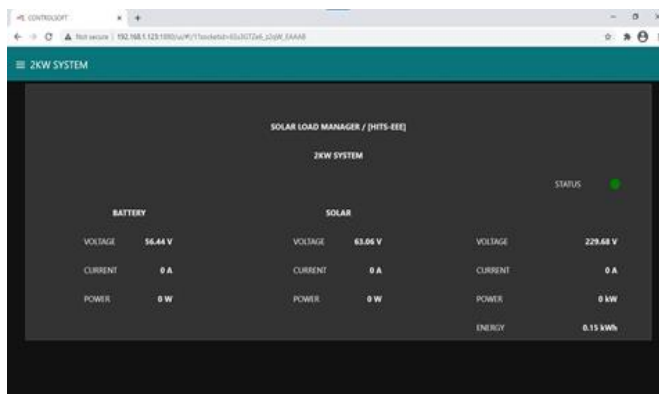 CONTROLSOFT
Not secure | 192.168.1.123:1880/ui/#!/1?socketid=
2KW SYSTEM
SOLAR LOAD MANAGER / [HITS-EEE]
2KW SYSTEM
STATUS
BATTERY SOLAR
VOLTAGE 56.44 V VOLTAGE 63.06 V VOLTAGE 229.68 V
CURRENT 0 A CURRENT 0 A CURRENT 0 A
POWER 0 W POWER 0 W POWER 0 kW
ENERGY 0.15 kWh